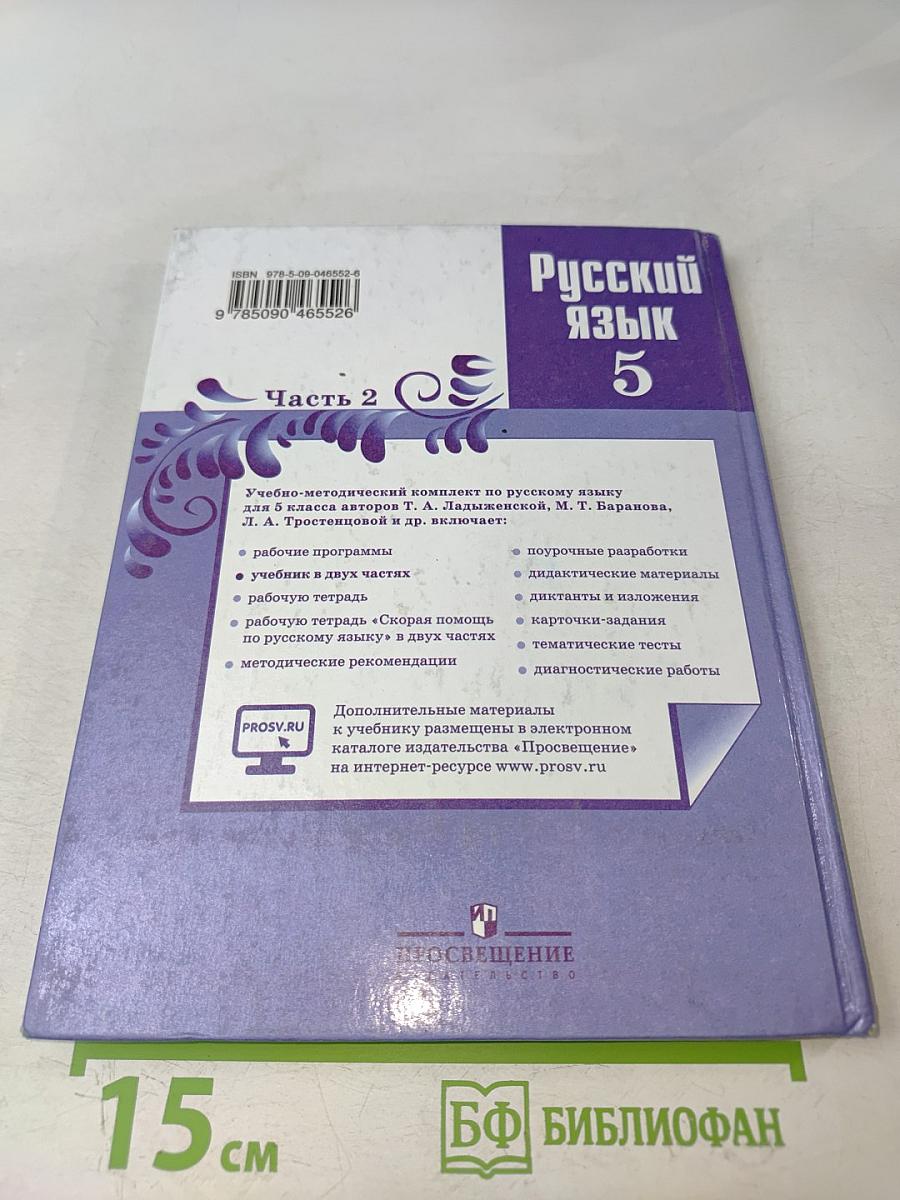 ISBN 978-5-09-046552-6
9 785090 465526
Русский
язык
5
Часть 2
Учебно-методический комплект по русскому языку
для 5 класса авторов Т. А. Ладыженской, М. Т. Баранова,
Л. А. Тростенцовой и др. включает:
рабочие программы
учебник в двух частях
рабочую тетрадь
рабочую тетрадь «Скорая помощь
по русскому языку» в двух частях
методические рекомендации
поурочные разработки
дидактические материалы
диктанты и изложения
карточки-задания
тематические тесты
диагностические работы
PROSV.RU
Дополнительные материалы
к учебнику размещены в электронном
каталоге издательства «Просвещение»
на интернет-ресурсе www.prosv.ru
ИП
ПРОСВЕЩЕНИЕ
ИЗДАТЕЛЬСТВО
15 см
БФ БИБЛИОФАН